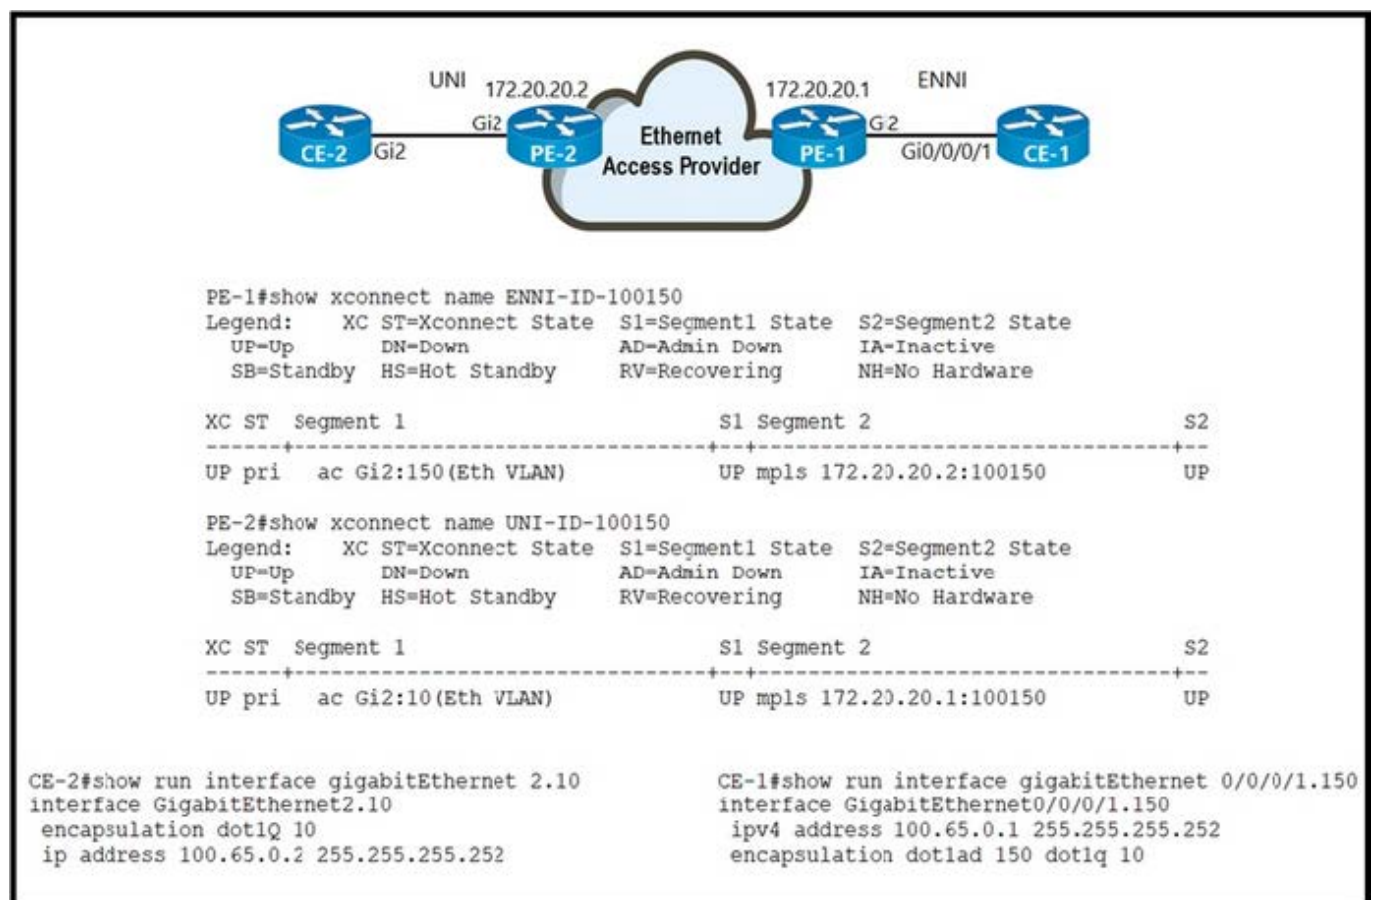 UNI 172.20.20.2 172.20.20.1 ENNI
Gi2 Ethernet Gi2
CE-2 Gi2 PE-2 Access Provider PE-1 Gi0/0/0/1 CE-1
PE-1#show xconnect name ENNI-ID-100150
Legend: XC ST=Xconnect State S1=Segment1 State S2=Segment2 State
UP=Up DN=Down AD=Admin Down IA=Inactive
SB=Standby HS=Hot Standby RV=Recovering NH=No Hardware
XC ST Segment 1 S1 Segment 2 S2
------+---------------------------------+--+---------------------------------+--
UP pri ac Gi2:150(Eth VLAN) UP mpls 172.20.20.2:100150 UP
PE-2#show xconnect name UNI-ID-100150
Legend: XC ST=Xconnect State S1=Segment1 State S2=Segment2 State
UP=Up DN=Down AD=Admin Down IA=Inactive
SB=Standby HS=Hot Standby RV=Recovering NH=No Hardware
XC ST Segment 1 S1 Segment 2 S2
------+---------------------------------+--+---------------------------------+--
UP pri ac Gi2:10(Eth VLAN) UP mpls 172.20.20.1:100150 UP
CE-2#show run interface gigabitEthernet 2.10
interface GigabitEthernet2.10
encapsulation dot1Q 10
ip address 100.65.0.2 255.255.255.252
CE-1#show run interface gigabitEthernet 0/0/0/1.150
interface GigabitEthernet0/0/0/1.150
ipv4 address 100.65.0.1 255.255.255.252
encapsulation dot1ad 150 dot1q 10